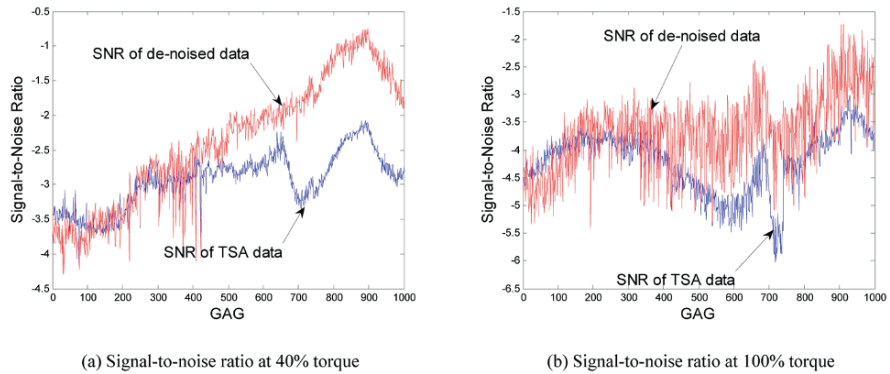 -0.5
-1
-1.5
-2
-2.5
-3
-3.5
-4
-4.5
0 100 200 300 400 500 600 700 800 900 1000
Signal-to-Noise Ratio
GAG
SNR of de-noised data
SNR of TSA data
(a) Signal-to-noise ratio at 40% torque
-1.5
-2
-2.5
-3
-3.5
-4
-4.5
-5
-5.5
-6
-6.5
0 100 200 300 400 500 600 700 800 900 1000
Signal-to-Noise Ratio
GAG
SNR of de-noised data
SNR of TSA data
(b) Signal-to-noise ratio at 100% torque